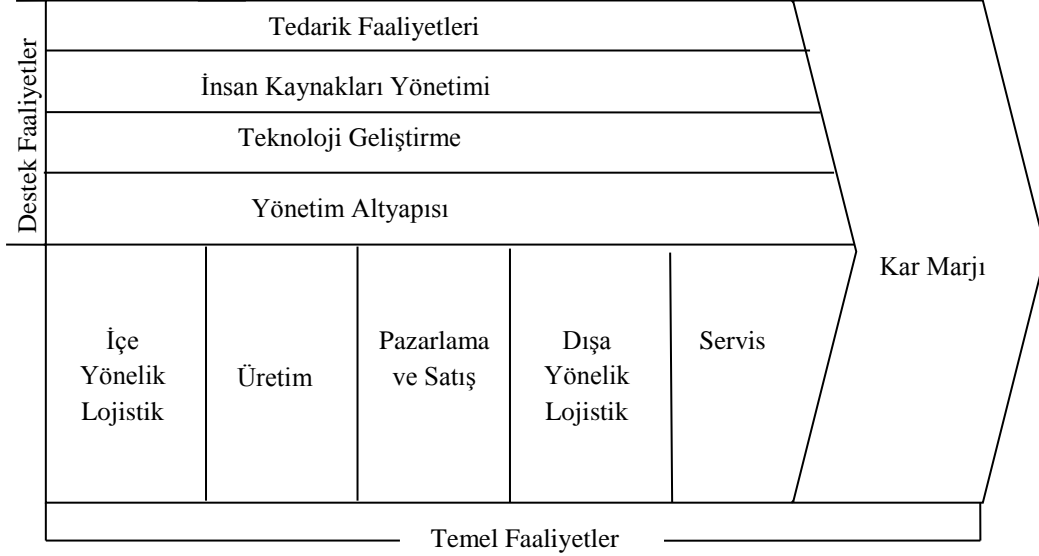 Destek Faaliyetler
Tedarik Faaliyetleri
İnsan Kaynakları Yönetimi
Teknoloji Geliştirme
Yönetim Altyapısı
Kar Marjı
İçe
Yönelik
Lojistik
Üretim
Pazarlama
ve Satış
Dışa
Yönelik
Lojistik
Servis
Temel Faaliyetler